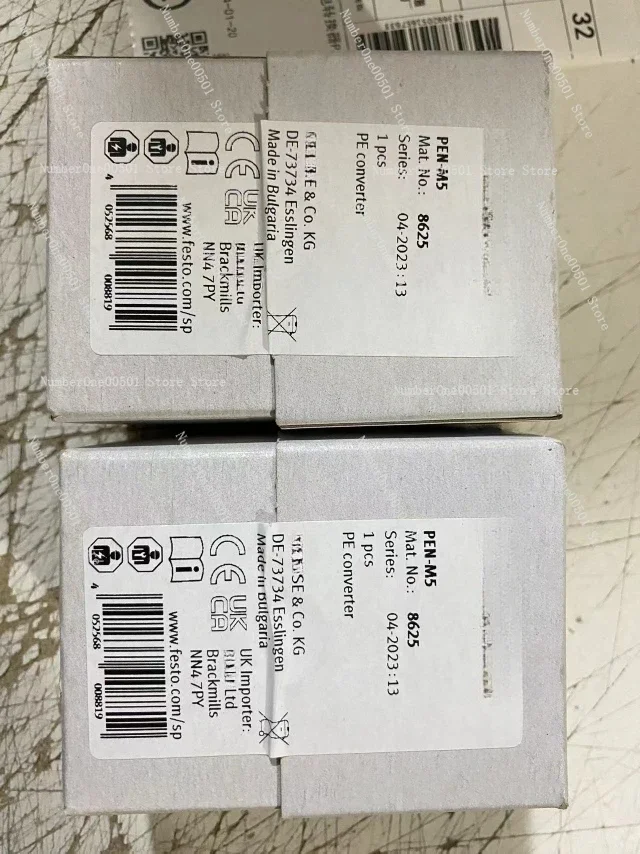 32
-01-20
PEN-M5
Mat. No.: 8625
Series: 04-2023:13
1 pcs
PE converter
E & Co. KG
DE-73734 Esslingen
Made in Bulgaria
CE UK CA
UK Importer:
Brackmills
NN4 7PY
www.festo.com/sp
4 052568 008819
PEN-M5
Mat. No.: 8625
Series: 04-2023:13
1 pcs
PE converter
SE & Co. KG
DE-73734 Esslingen
Made in Bulgaria
CE UK CA
UK Importer:
Ltd
Brackmills
NN4 7PY
www.festo.com/sp
4 052568 008819
NumberOne00501 Store Store